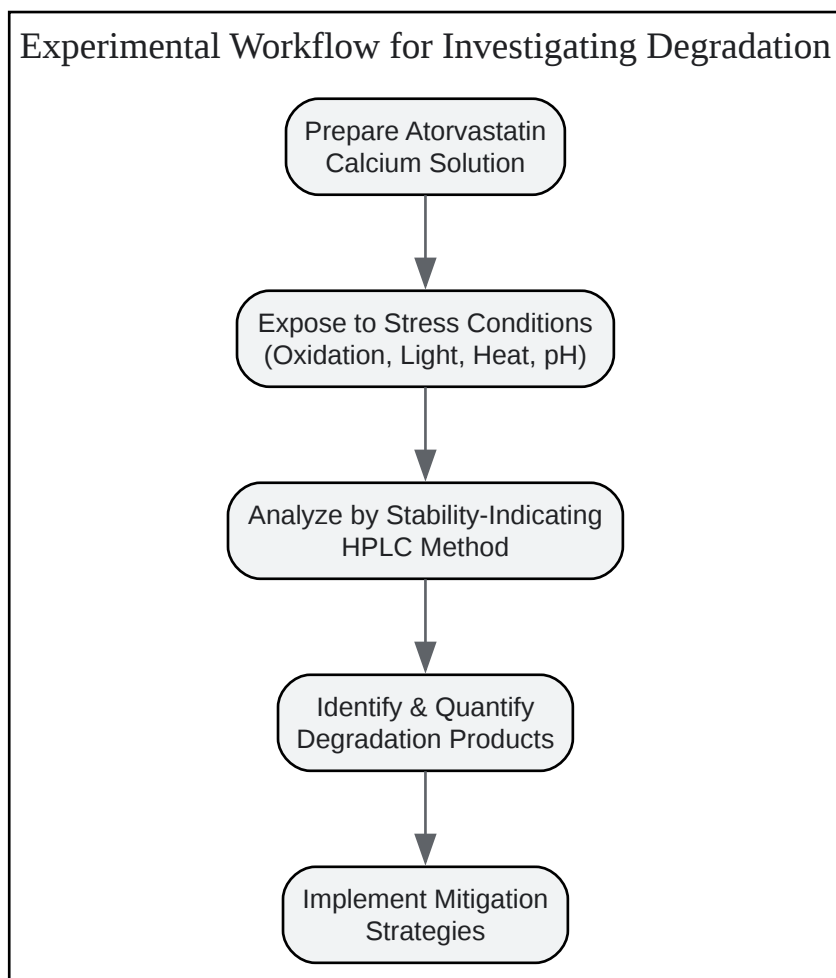 Experimental Workflow for Investigating Degradation
Prepare Atorvastatin
Calcium Solution
Expose to Stress Conditions
(Oxidation, Light, Heat, pH)
Analyze by Stability-Indicating
HPLC Method
Identify & Quantify
Degradation Products
Implement Mitigation
Strategies